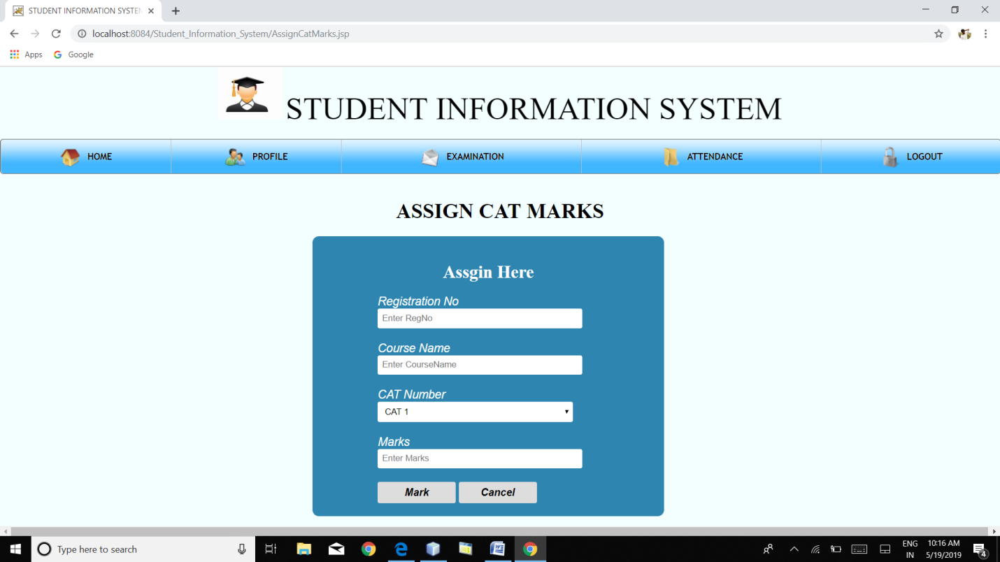 STUDENT INFORMATION SYSTEM
localhost:8084/Student_Information_System/AssignCatMarks.jsp
Apps Google
STUDENT INFORMATION SYSTEM
HOME PROFILE EXAMINATION ATTENDANCE LOGOUT
ASSIGN CAT MARKS
Assgin Here
Registration No
Enter RegNo
Course Name
Enter CourseName
CAT Number
CAT 1
Marks
Enter Marks
Mark Cancel
Type here to search
ENG 10:16 AM
IN 5/19/2019 4